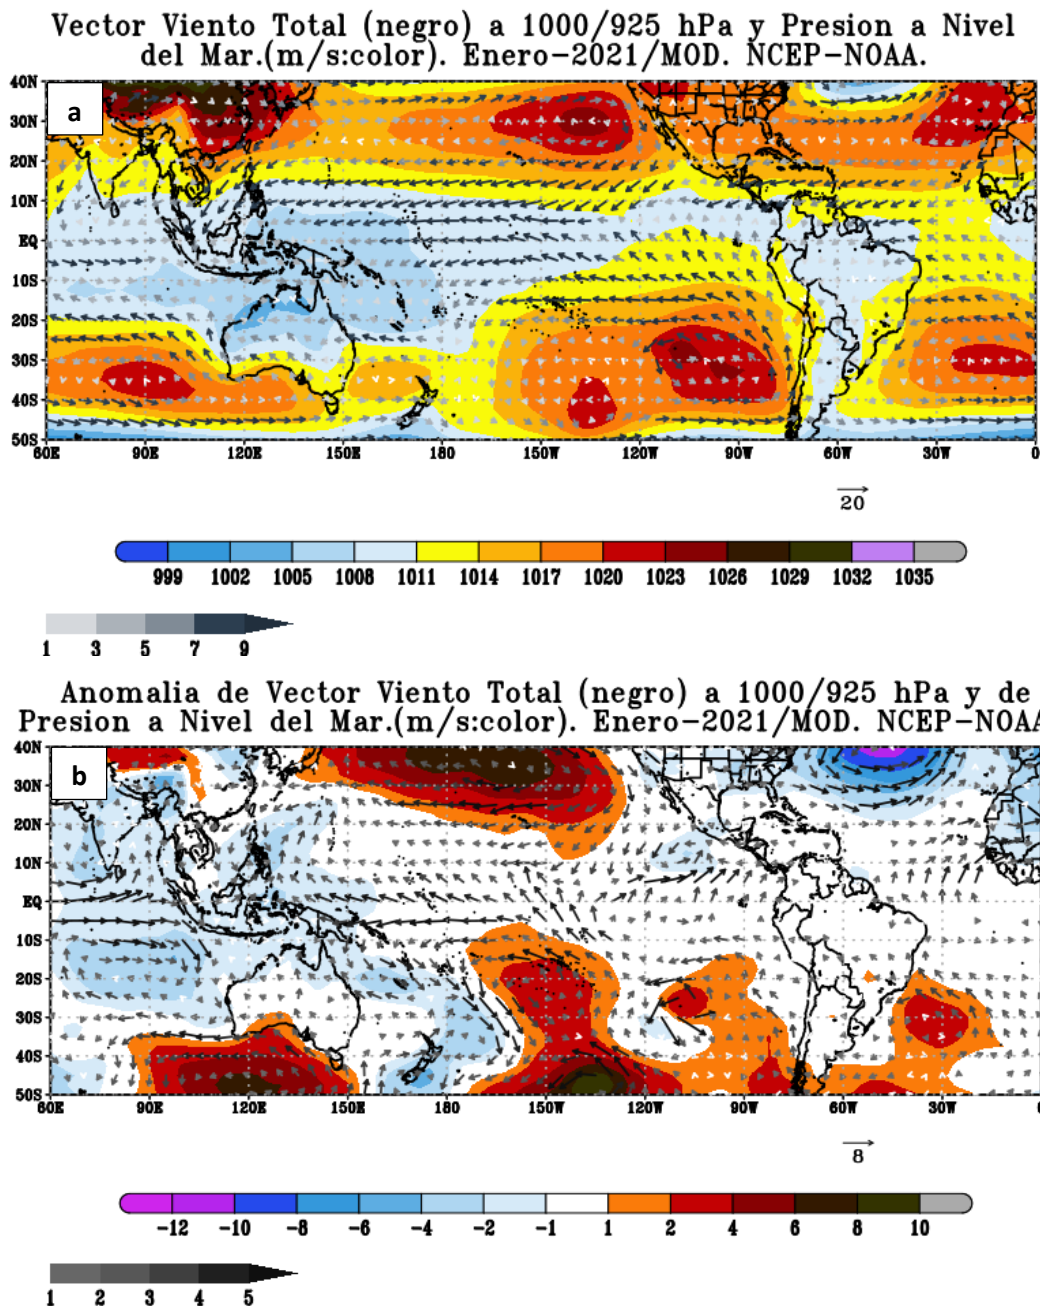 Vector Viento Total (negro) a 1000/925 hPa y Presion a Nivel
del Mar.(m/s:color). Enero-2021/MOD. NCEP-NOAA.
a
40N
30N
20N
10N
EQ
10S
20S
30S
40S
50S
60E 90E 120E 150E 180 150W 120W 90W 60W 30W 0
20
999 1002 1005 1008 1011 1014 1017 1020 1023 1026 1029 1032 1035
1 3 5 7 9
Anomalia de Vector Viento Total (negro) a 1000/925 hPa y de
Presion a Nivel del Mar.(m/s:color). Enero-2021/MOD. NCEP-NOA
b
40N
30N
20N
10N
EQ
10S
20S
30S
40S
50S
60E 90E 120E 150E 180 150W 120W 90W 60W 30W 0
8
-12 -10 -8 -6 -4 -2 -1 1 2 4 6 8 10
1 2 3 4 5